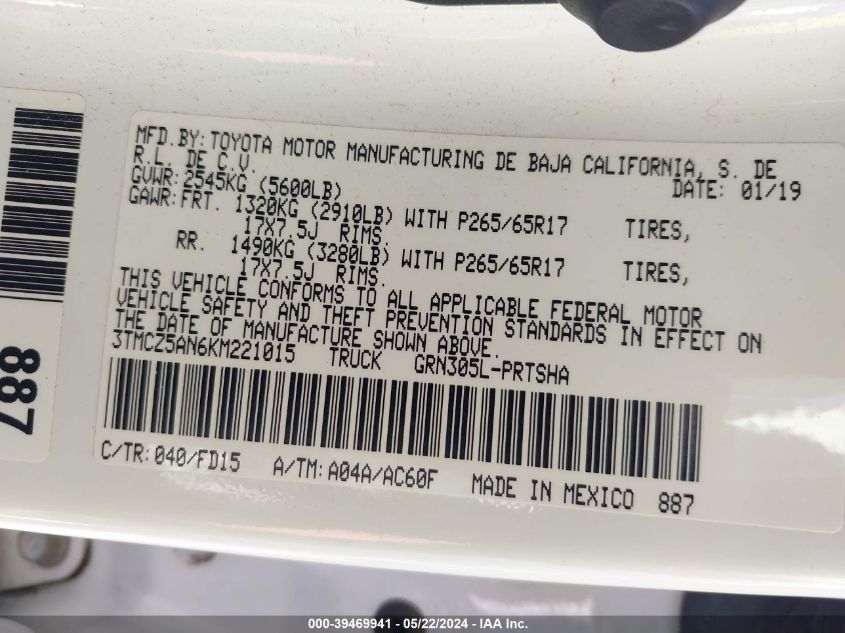 MFD.BY:TOYOTA MOTOR MANUFACTURING DE BAJA CALIFORNIA, S. DE
R.L. DE C.V. DATE: 01/19
GVWR:2545KG (5600LB)
GAWR:FRT. 1320KG (2910LB) WITH P265/65R17 TIRES,
17X7.5J RIMS.
RR. 1490KG (3280LB) WITH P265/65R17 TIRES,
17X7.5J RIMS.
THIS VEHICLE CONFORMS TO ALL APPLICABLE FEDERAL MOTOR
VEHICLE SAFETY AND THEFT PREVENTION STANDARDS IN EFFECT ON
THE DATE OF MANUFACTURE SHOWN ABOVE.
3TMCZ5AN6KM221015 TRUCK GRN305L-PRTSHA
C/TR:040/FD15 A/TM:A04A/AC60F MADE IN MEXICO 887
887
000-39469941 - 05/22/2024 - IAA Inc.